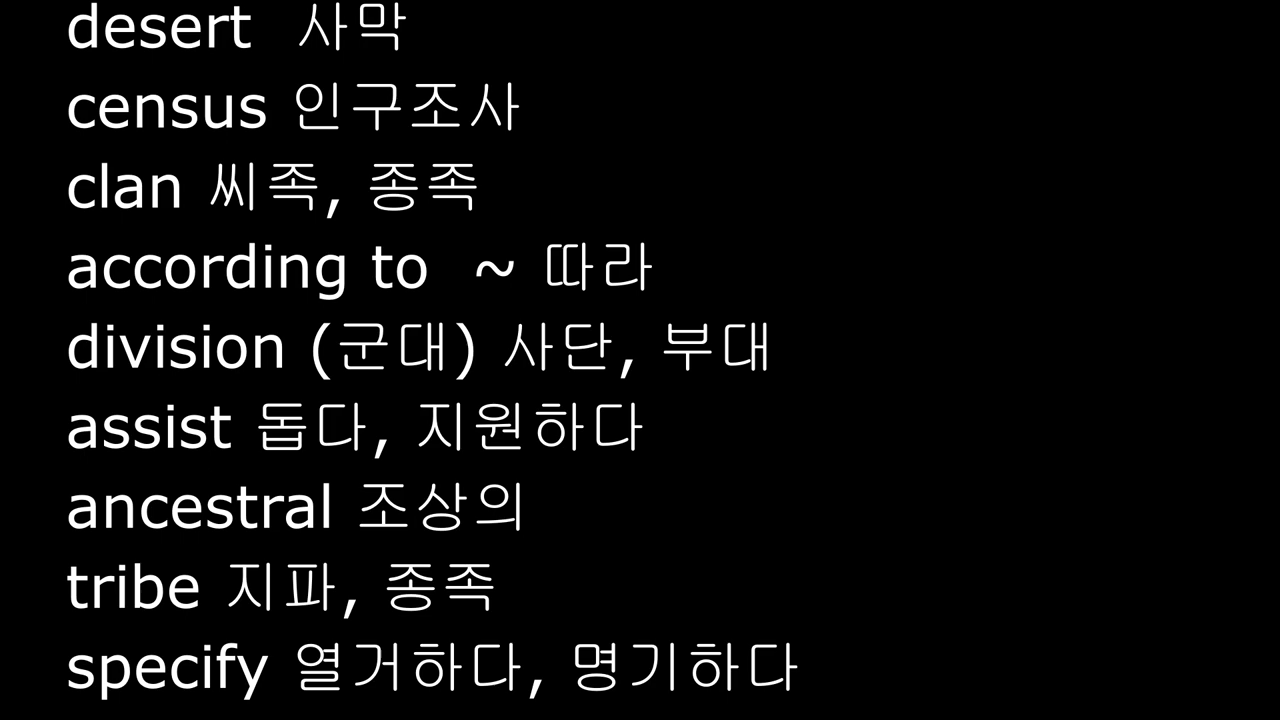 desert 사막
census 인구조사
clan 씨족, 종족
according to ~ 따라
division (군대) 사단, 부대
assist 돕다, 지원하다
ancestral 조상의
tribe 지파, 종족
specify 열거하다, 명기하다